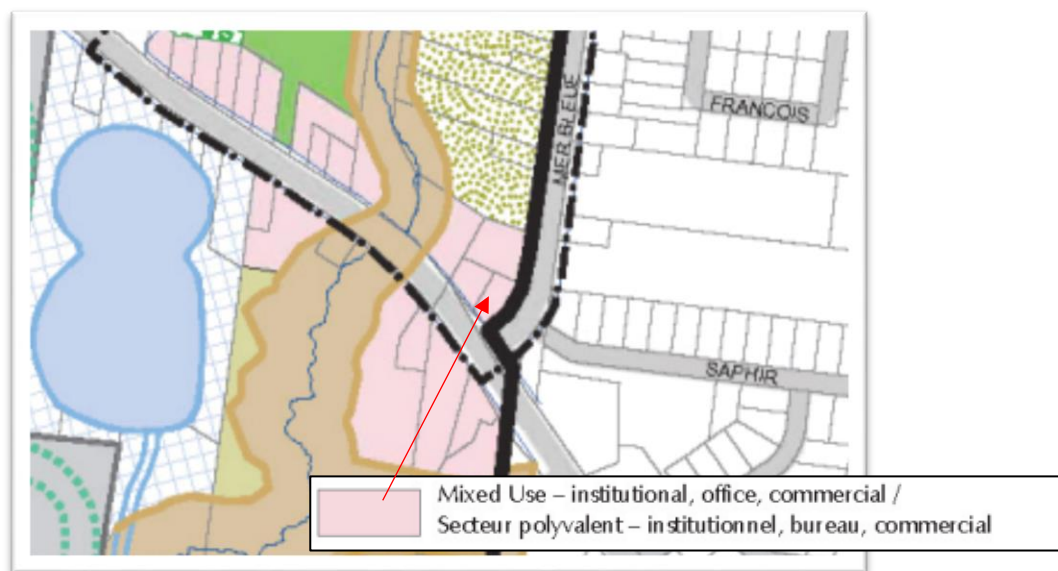 FRANCOIS
MER BLEUE
SAPHIR
Mixed Use – institutional, office, commercial /
Secteur polyvalent – institutionnel, bureau, commercial